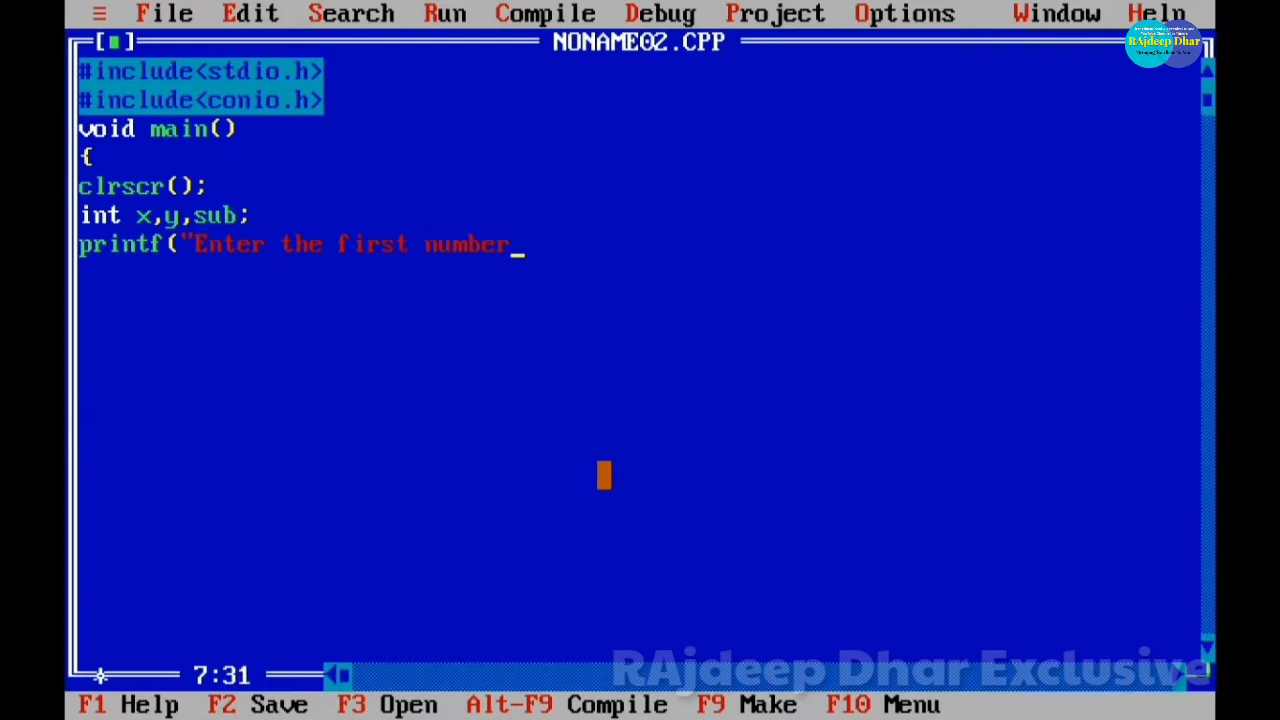 ≡ File Edit Search Run Compile Debug Project Options Window Help
RAjdeep Dhar
[■] NONAME02.CPP
#include<stdio.h>
#include<conio.h>
void main()
{
clrscr();
int x,y,sub;
printf("Enter the first number_
7:31
RAjdeep Dhar Exclusive
F1 Help F2 Save F3 Open Alt-F9 Compile F9 Make F10 Menu